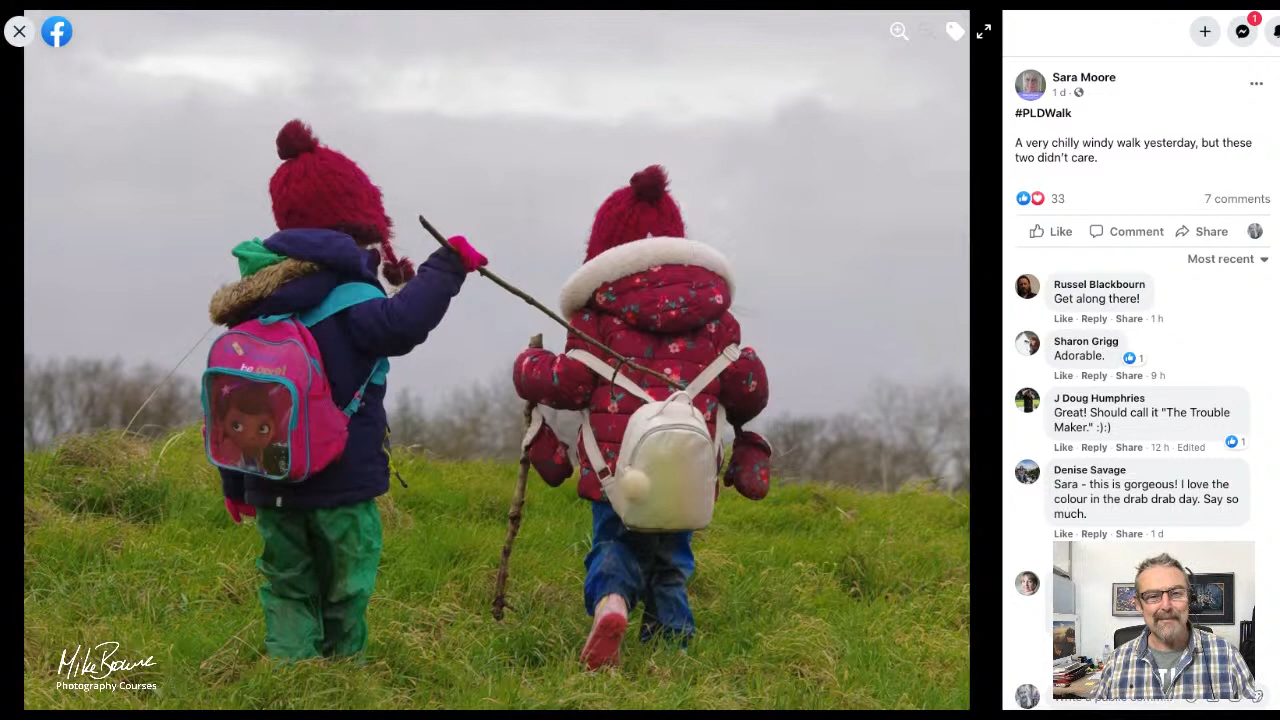 1
Sara Moore
1 d ·
#PLDWalk
A very chilly windy walk yesterday, but these
two didn't care.
33
7 comments
Like
Comment
Share
Most recent
Russel Blackbourn
Get along there!
Like · Reply · Share · 1 h
Sharon Grigg
Adorable.
1
Like · Reply · Share · 9 h
J Doug Humphries
Great! Should call it "The Trouble
Maker." :):)
1
Like · Reply · Share · 12 h · Edited
Denise Savage
Sara - this is gorgeous! I love the
colour in the drab drab day. Say so
much.
Like · Reply · Share · 1 d
Mike Browne
Photography Courses